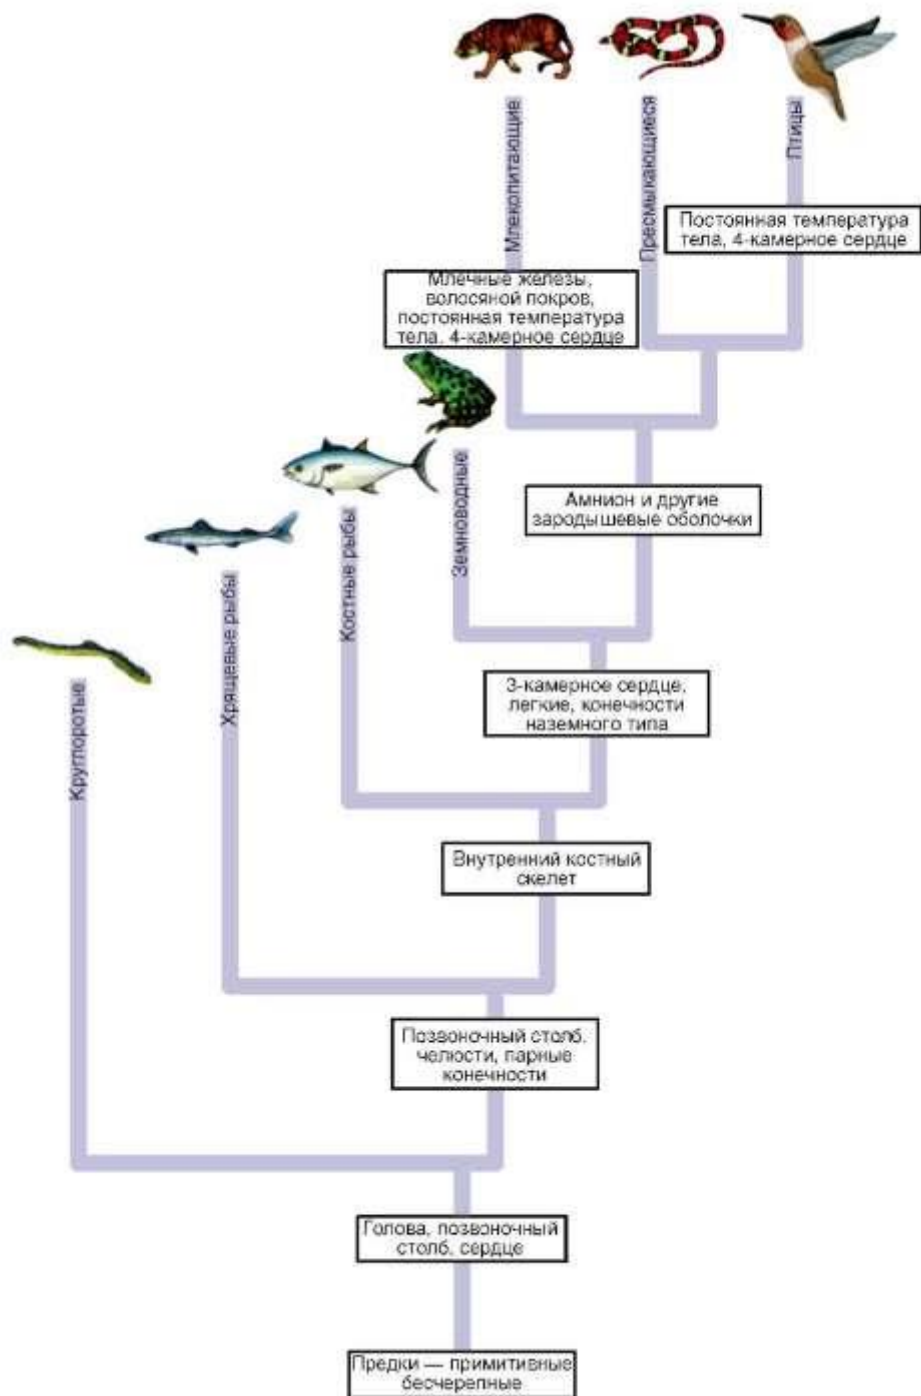 Млекопитающие
Пресмыкающиеся
Птицы
Постоянная температура
тела, 4-камерное сердце
Млечные железы,
волосяной покров,
постоянная температура
тела, 4-камерное сердце
Земноводные
Амнион и другие
зародышевые оболочки
Костные рыбы
Хрящевые рыбы
Круглоротые
3-камерное сердце,
легкие, конечности
наземного типа
Внутренний костный
скелет
Позвоночный столб,
челюсти, парные
конечности
Голова, позвоночный
столб, сердце
Предки — примитивные
бесчерепные